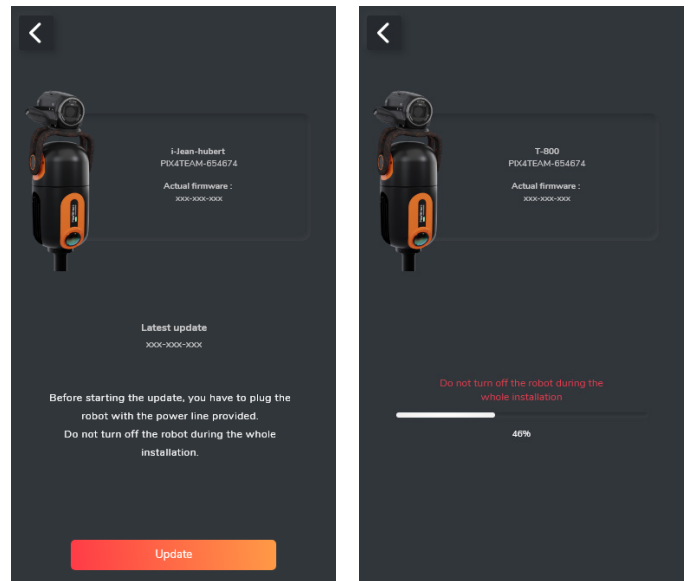 i-Jean-hubert
PIX4TEAM-654674
Actual firmware :
xxx-xxx-xxx
Latest update
xxx-xxx-xxx
Before starting the update, you have to plug the
robot with the power line provided.
Do not turn off the robot during the whole
installation.
Update
T-800
PIX4TEAM-654674
Actual firmware :
xxx-xxx-xxx
Do not turn off the robot during the
whole installation
46%